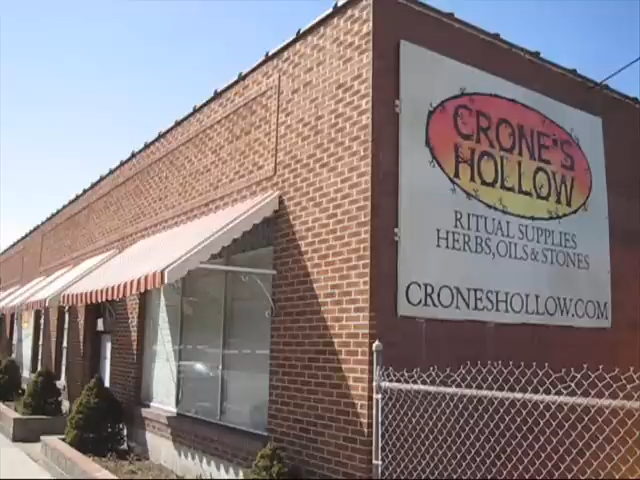 CRONE'S
HOLLOW
RITUAL SUPPLIES
HERBS, OILS & STONES
CRONESHOLLOW.COM